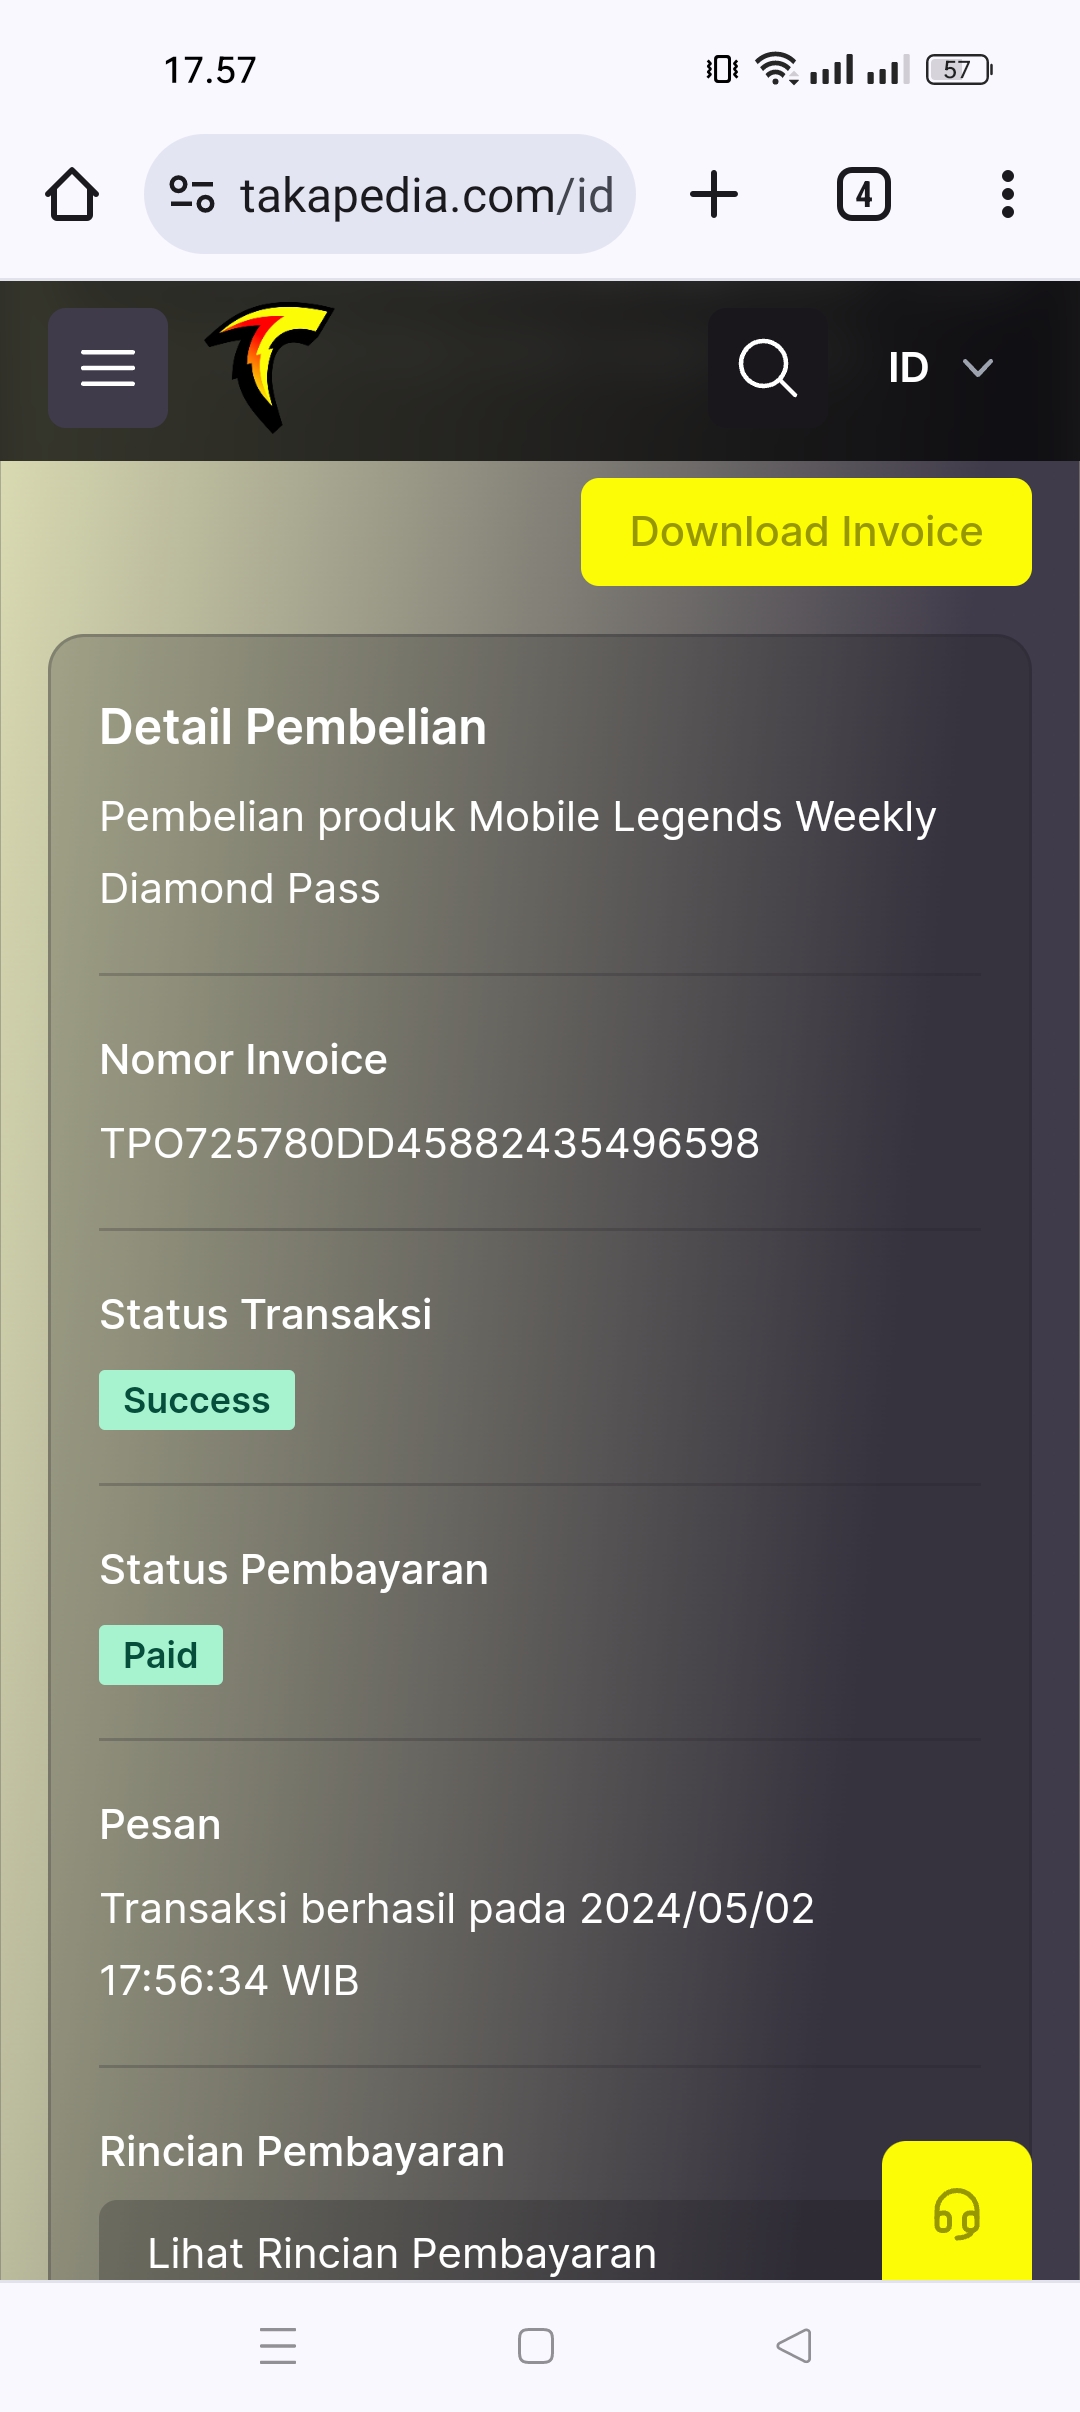 17.57
57
takapedia.com/id
4
ID
Download Invoice
Detail Pembelian
Pembelian produk Mobile Legends Weekly
Diamond Pass
Nomor Invoice
TPO725780DD45882435496598
Status Transaksi
Success
Status Pembayaran
Paid
Pesan
Transaksi berhasil pada 2024/05/02
17:56:34 WIB
Rincian Pembayaran
Lihat Rincian Pembayaran